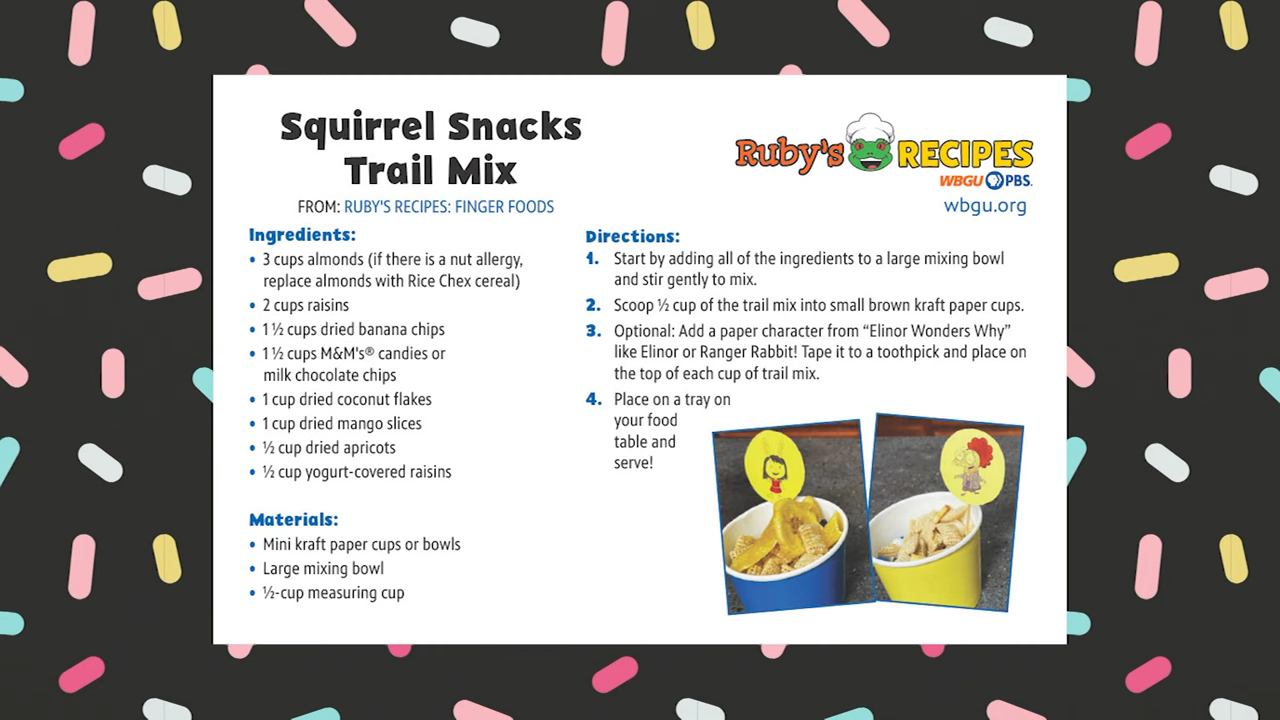 Squirrel Snacks
Trail Mix
FROM: RUBY'S RECIPES: FINGER FOODS
Ruby's RECIPES
WBGU PBS.
wbgu.org
Ingredients:
• 3 cups almonds (if there is a nut allergy,
replace almonds with Rice Chex cereal)
• 2 cups raisins
• 1 ½ cups dried banana chips
• 1 ½ cups M&M's® candies or
milk chocolate chips
• 1 cup dried coconut flakes
• 1 cup dried mango slices
• ½ cup dried apricots
• ½ cup yogurt-covered raisins
Materials:
• Mini kraft paper cups or bowls
• Large mixing bowl
• ½-cup measuring cup
Directions:
1. Start by adding all of the ingredients to a large mixing bowl
and stir gently to mix.
2. Scoop ½ cup of the trail mix into small brown kraft paper cups.
3. Optional: Add a paper character from “Elinor Wonders Why”
like Elinor or Ranger Rabbit! Tape it to a toothpick and place on
the top of each cup of trail mix.
4. Place on a tray on
your food
table and
serve!